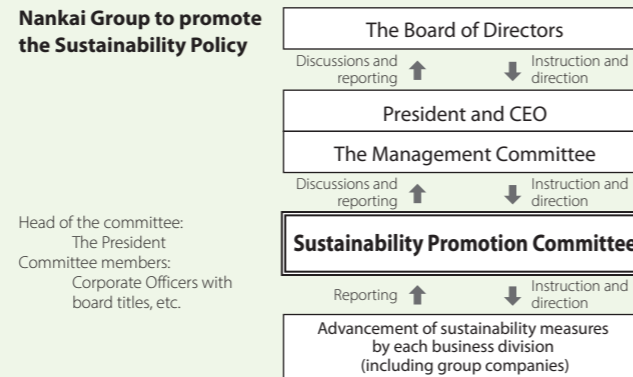 Nankai Group to promote
the Sustainability Policy
The Board of Directors
Discussions and
reporting
Instruction and
direction
President and CEO
The Management Committee
Discussions and
reporting
Instruction and
direction
Head of the committee:
The President
Committee members:
Corporate Officers with
board titles, etc.
Sustainability Promotion Committee
Reporting
Instruction and
direction
Advancement of sustainability measures
by each business division
(including group companies)